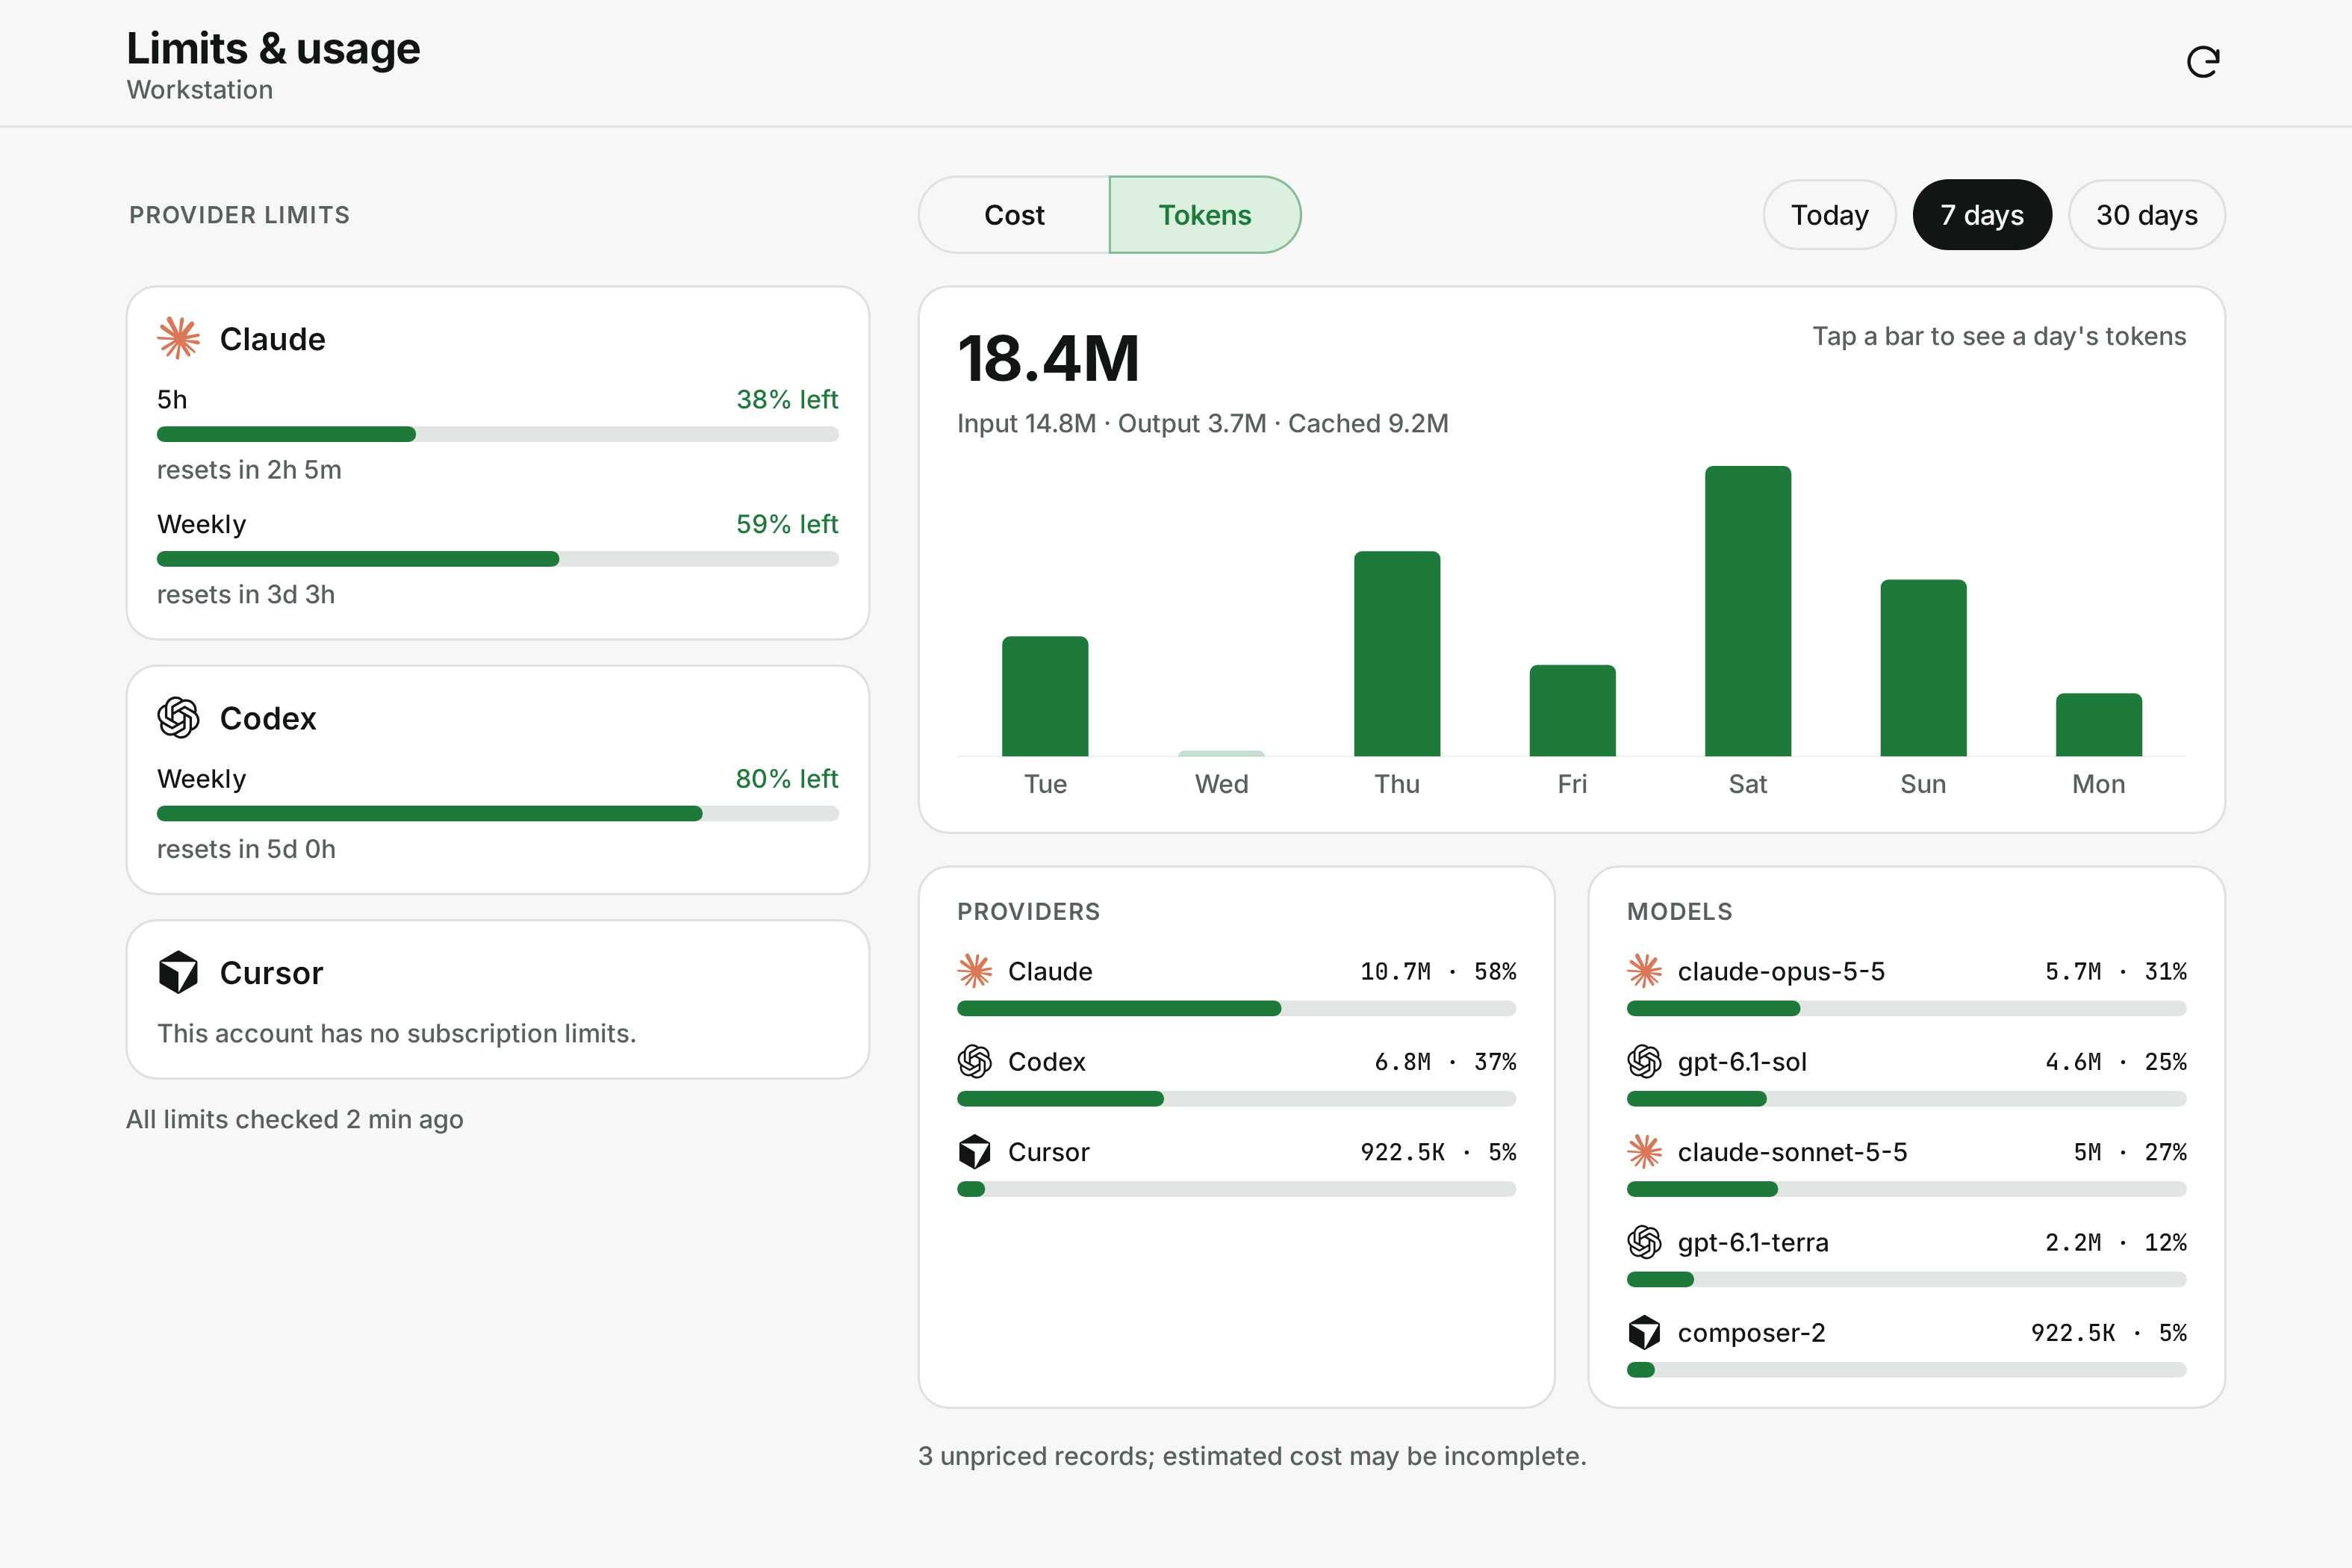 Limits & usage
Workstation
PROVIDER LIMITS
Claude
5h 38% left
resets in 2h 5m
Weekly 59% left
resets in 3d 3h
Codex
Weekly 80% left
resets in 5d 0h
Cursor
This account has no subscription limits.
All limits checked 2 min ago
Cost Tokens
Today 7 days 30 days
18.4M
Tap a bar to see a day's tokens
Input 14.8M · Output 3.7M · Cached 9.2M
Tue Wed Thu Fri Sat Sun Mon
PROVIDERS
Claude 10.7M · 58%
Codex 6.8M · 37%
Cursor 922.5K · 5%
MODELS
claude-opus-5-5 5.7M · 31%
gpt-6.1-sol 4.6M · 25%
claude-sonnet-5-5 5M · 27%
gpt-6.1-terra 2.2M · 12%
composer-2 922.5K · 5%
3 unpriced records; estimated cost may be incomplete.